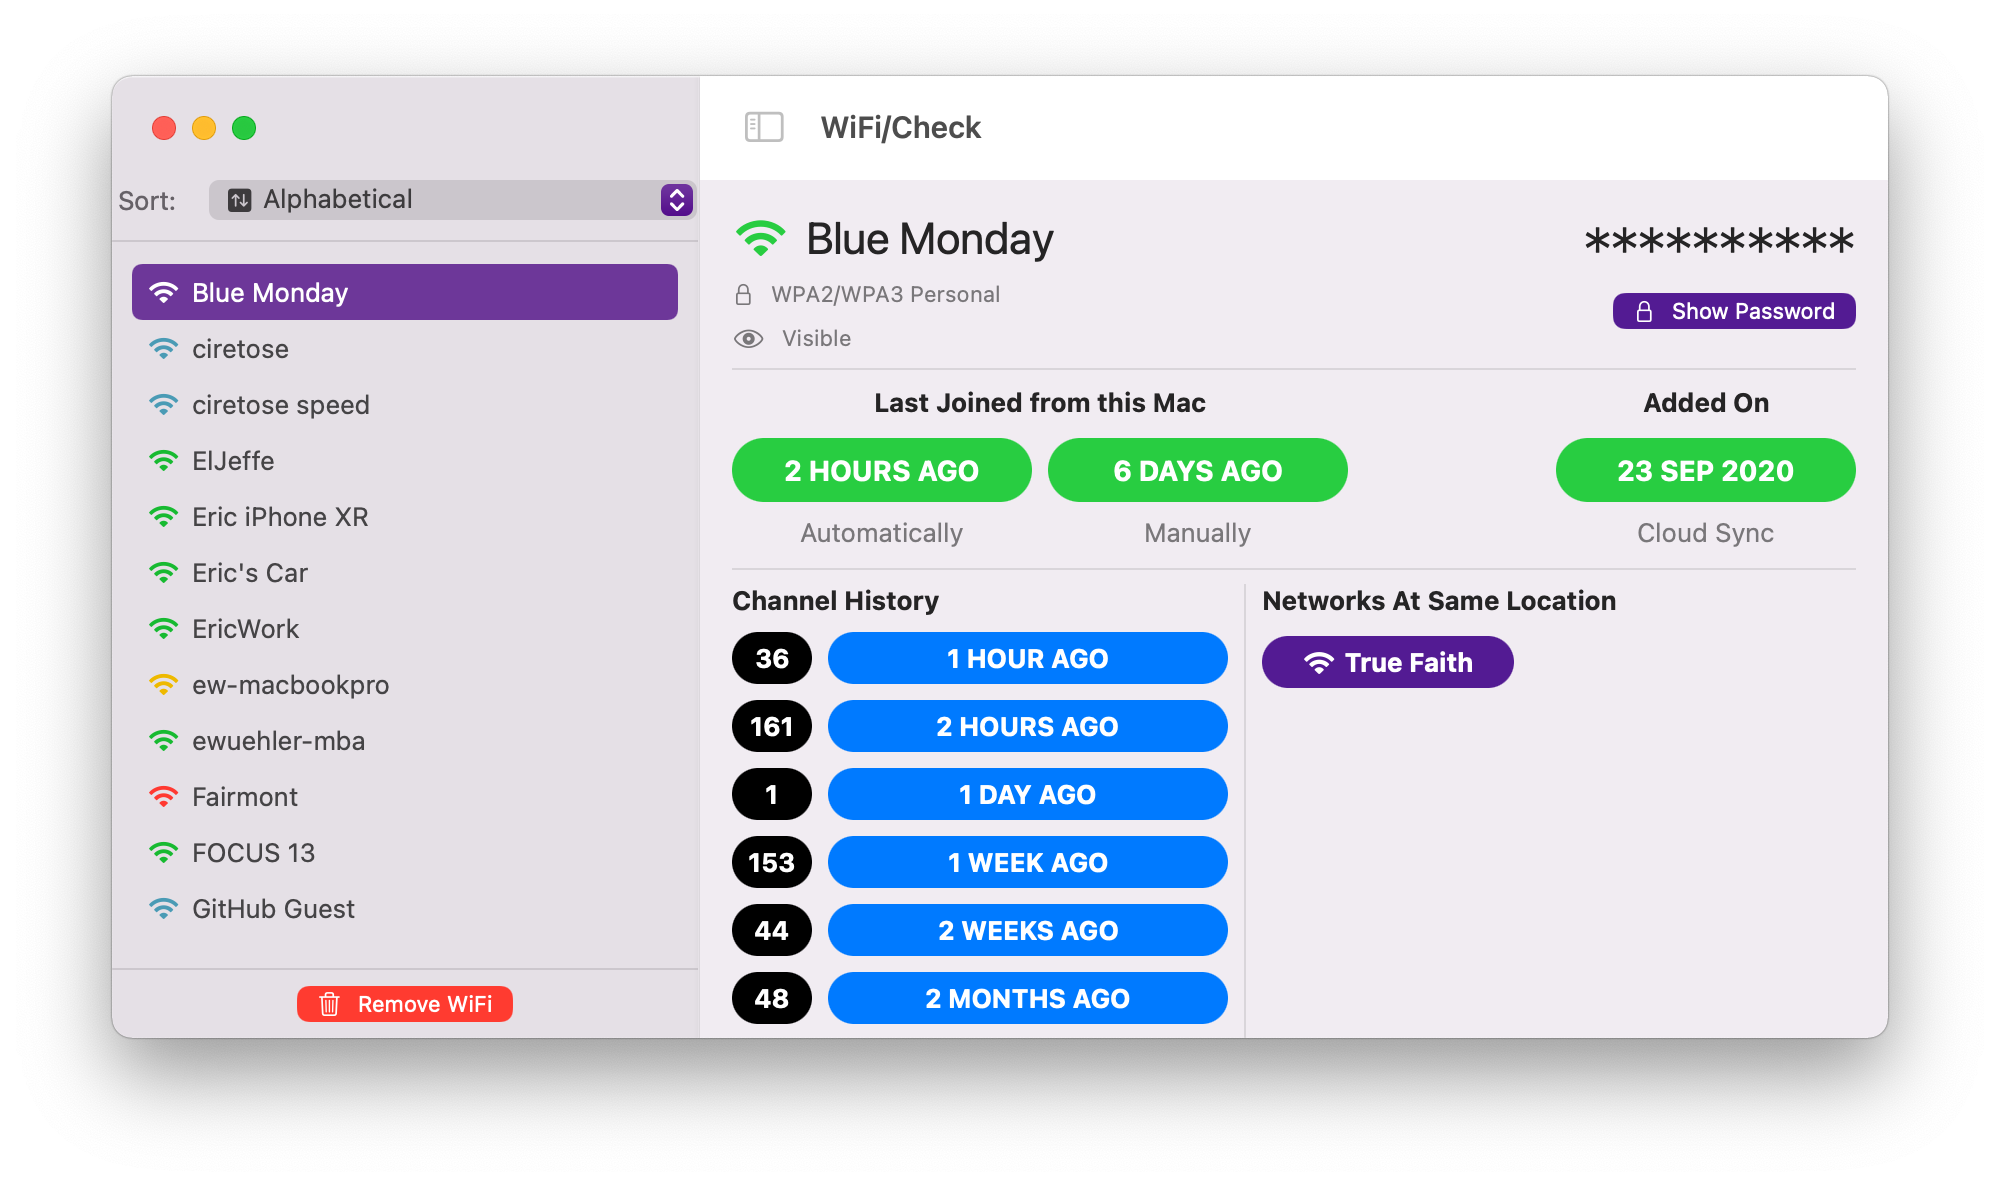 WiFi/Check
Sort:
Alphabetical
Blue Monday
ciretose
ciretose speed
ElJeffe
Eric iPhone XR
Eric's Car
EricWork
ew-macbookpro
ewuehler-mba
Fairmont
FOCUS 13
GitHub Guest
Remove WiFi
Blue Monday
**********
WPA2/WPA3 Personal
Show Password
Visible
Last Joined from this Mac
Added On
2 HOURS AGO
6 DAYS AGO
23 SEP 2020
Automatically
Manually
Cloud Sync
Channel History
36 1 HOUR AGO
161 2 HOURS AGO
1 1 DAY AGO
153 1 WEEK AGO
44 2 WEEKS AGO
48 2 MONTHS AGO
Networks At Same Location
True Faith